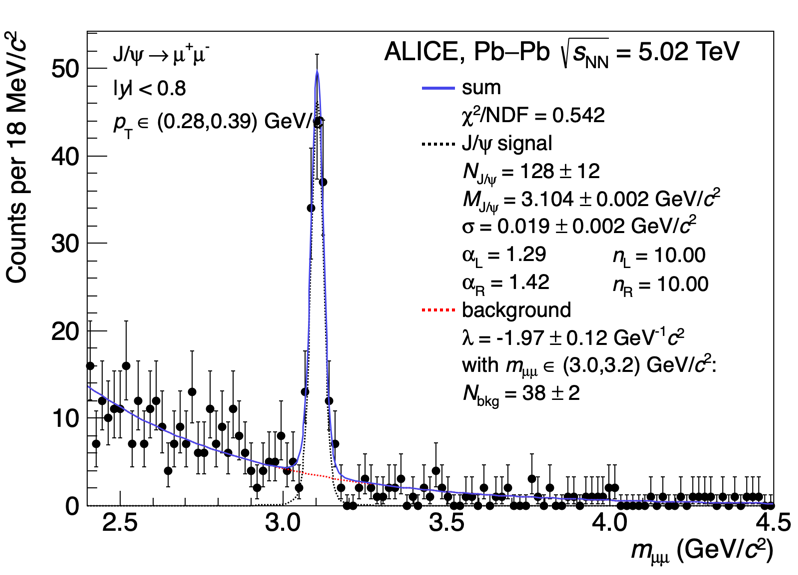 J/ψ → μ⁺μ⁻
|y| < 0.8
p_T ∈ (0.28,0.39) GeV/c
ALICE, Pb–Pb √s_NN = 5.02 TeV
sum
χ²/NDF = 0.542
J/ψ signal
N_J/ψ = 128 ± 12
M_J/ψ = 3.104 ± 0.002 GeV/c²
σ = 0.019 ± 0.002 GeV/c²
α_L = 1.29 n_L = 10.00
α_R = 1.42 n_R = 10.00
background
λ = -1.97 ± 0.12 GeV⁻¹c²
with m_μμ ∈ (3.0,3.2) GeV/c²:
N_bkg = 38 ± 2
Counts per 18 MeV/c²
50
40
30
20
10
0
2.5 3.0 3.5 4.0 4.5
m_μμ (GeV/c²)